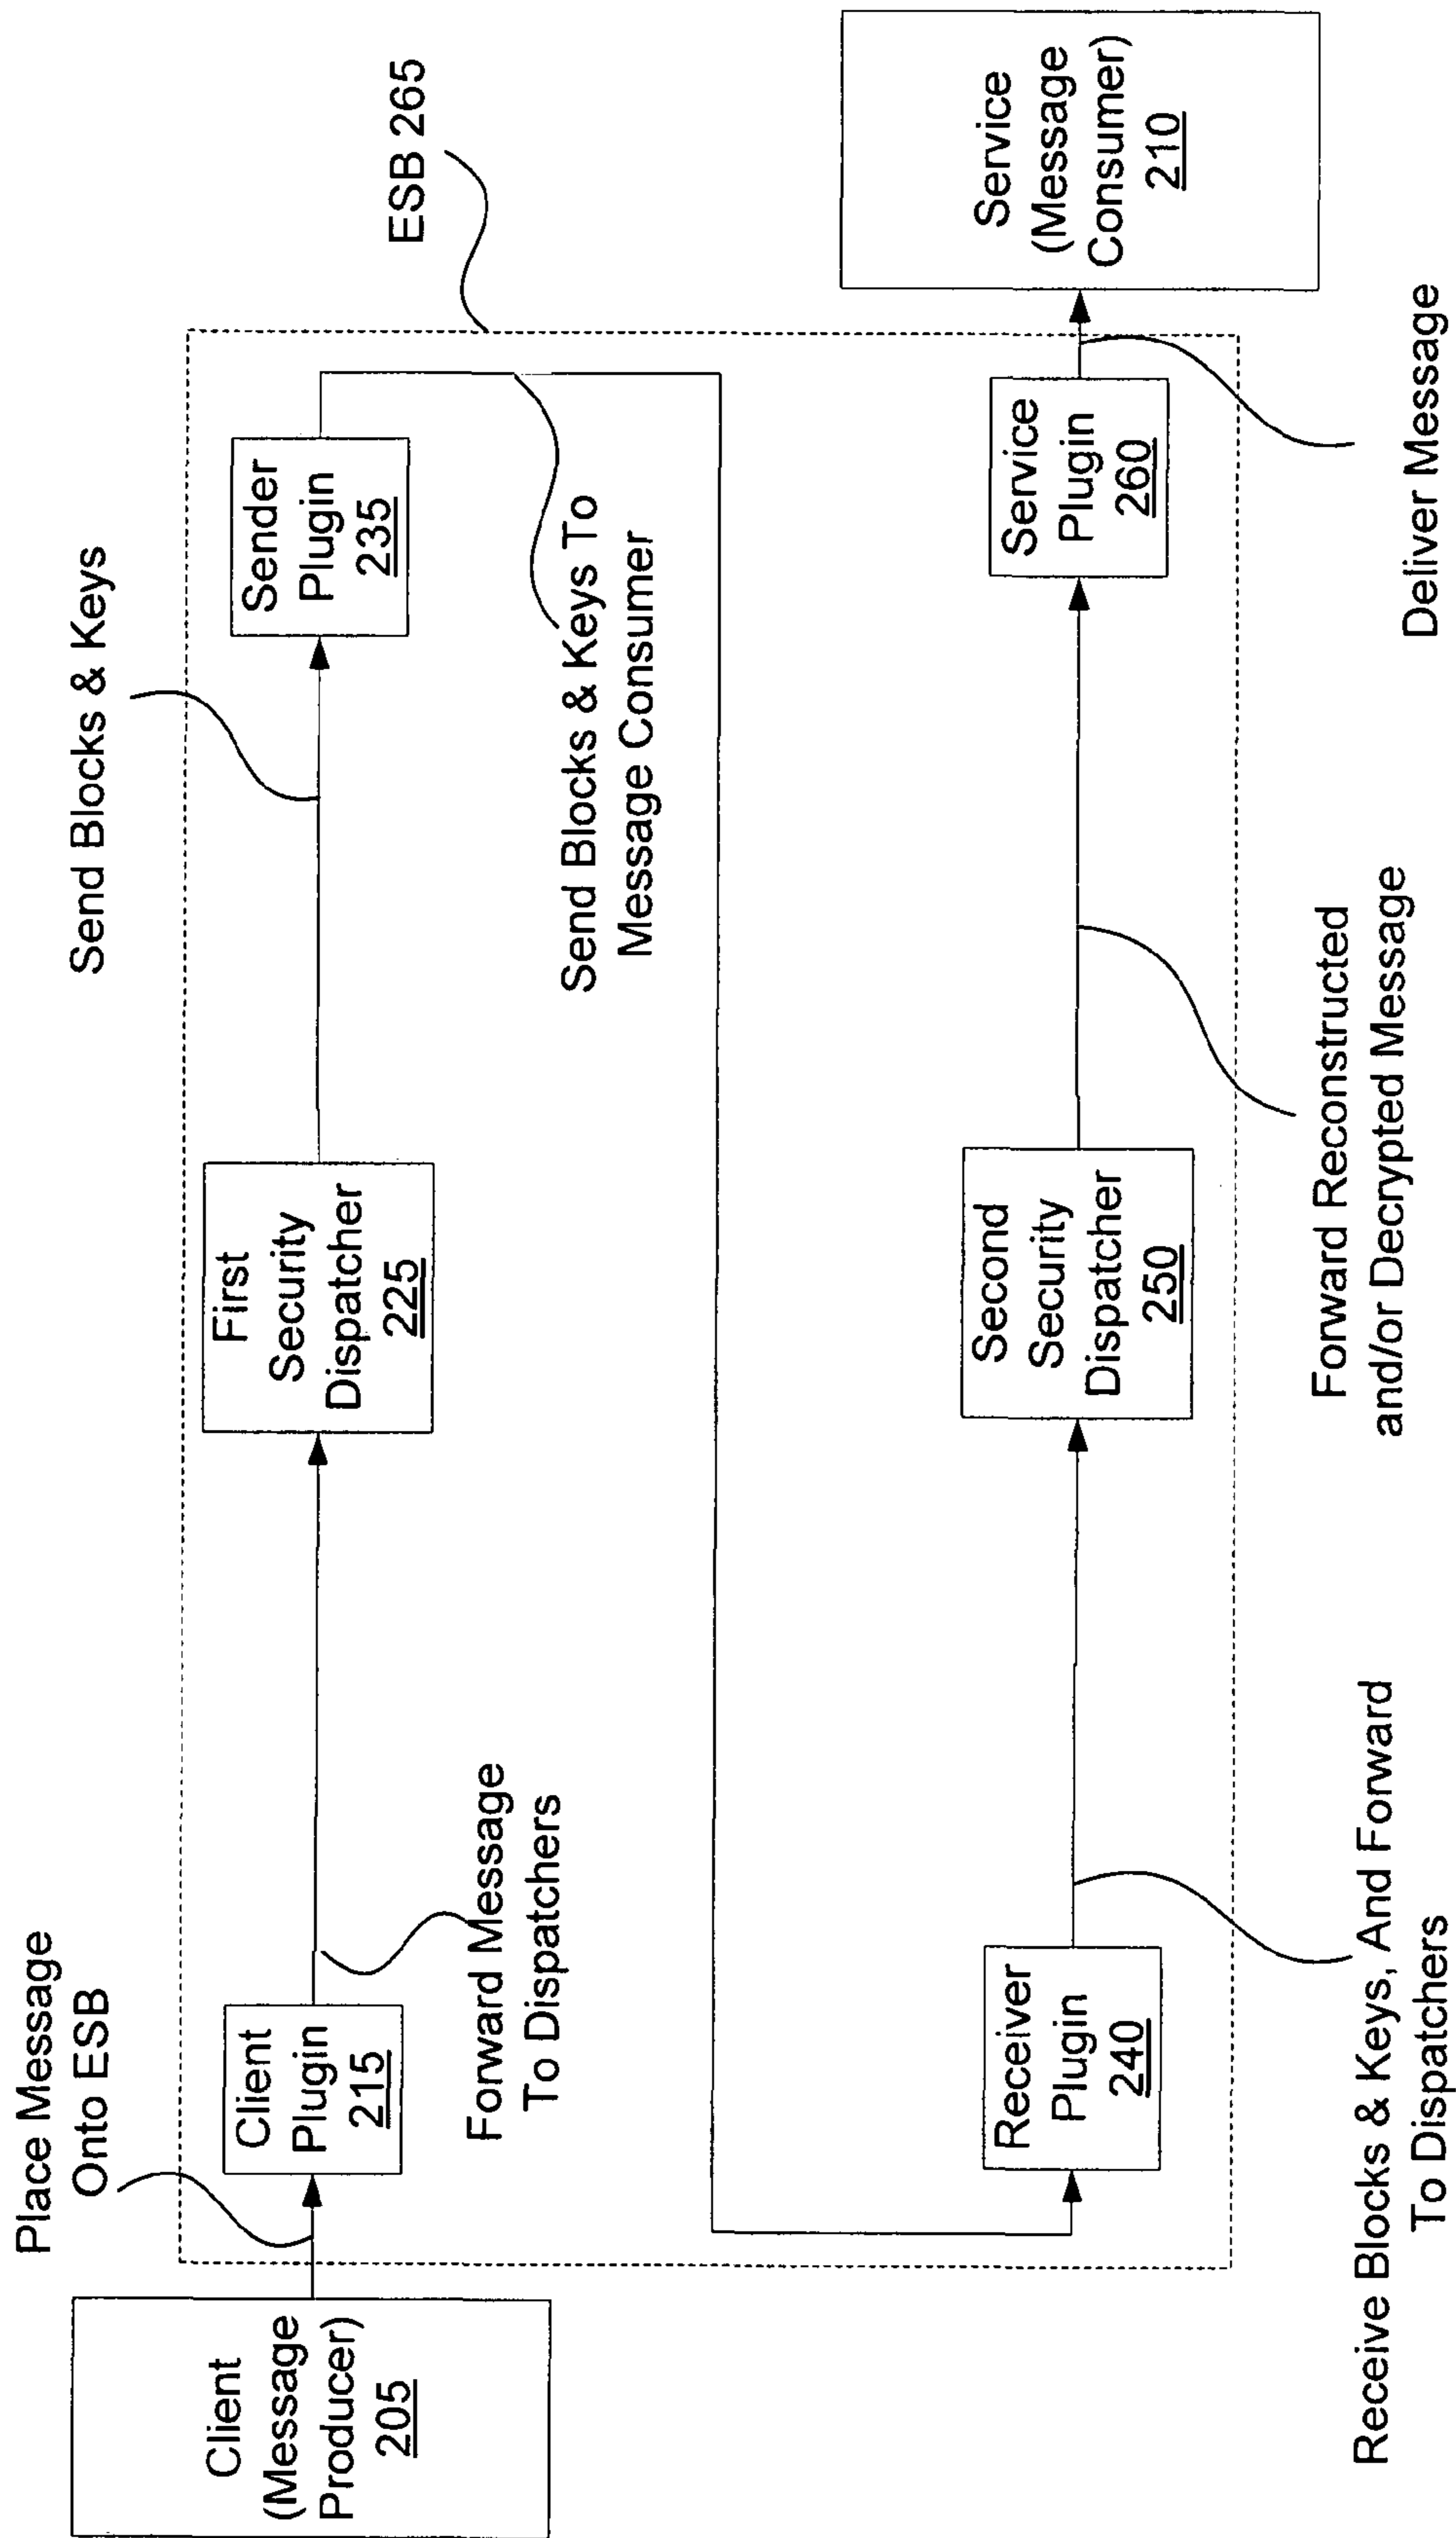 Place Message
Onto ESB
Send Blocks & Keys
ESB 265
Client
(Message
Producer)
205
Client
Plugin
215
First
Security
Dispatcher
225
Sender
Plugin
235
Forward Message
To Dispatchers
Send Blocks & Keys To
Message Consumer
Receiver
Plugin
240
Second
Security
Dispatcher
250
Service
Plugin
260
Service
(Message
Consumer)
210
Receive Blocks & Keys, And Forward
To Dispatchers
Forward Reconstructed
and/or Decrypted Message
Deliver Message